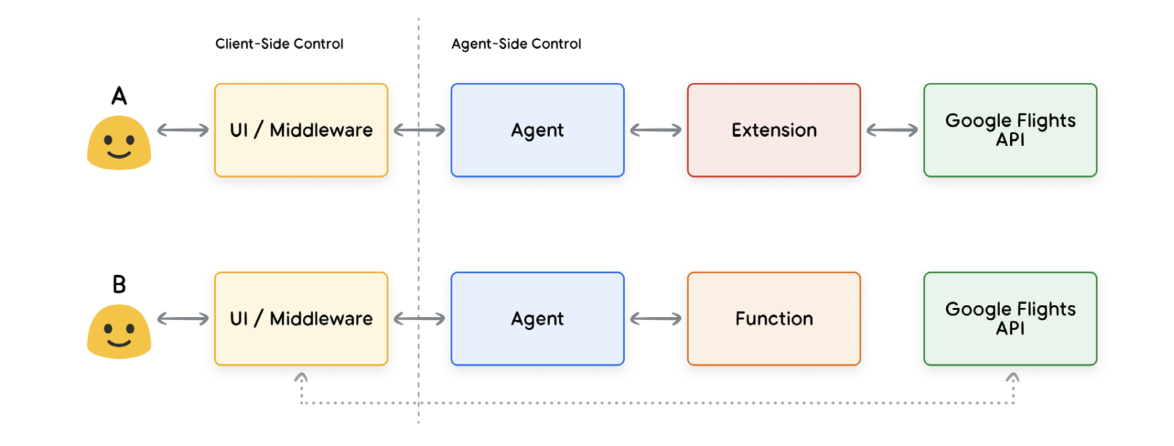 Client-Side Control
Agent-Side Control
A
UI / Middleware
Agent
Extension
Google Flights
API
B
UI / Middleware
Agent
Function
Google Flights
API